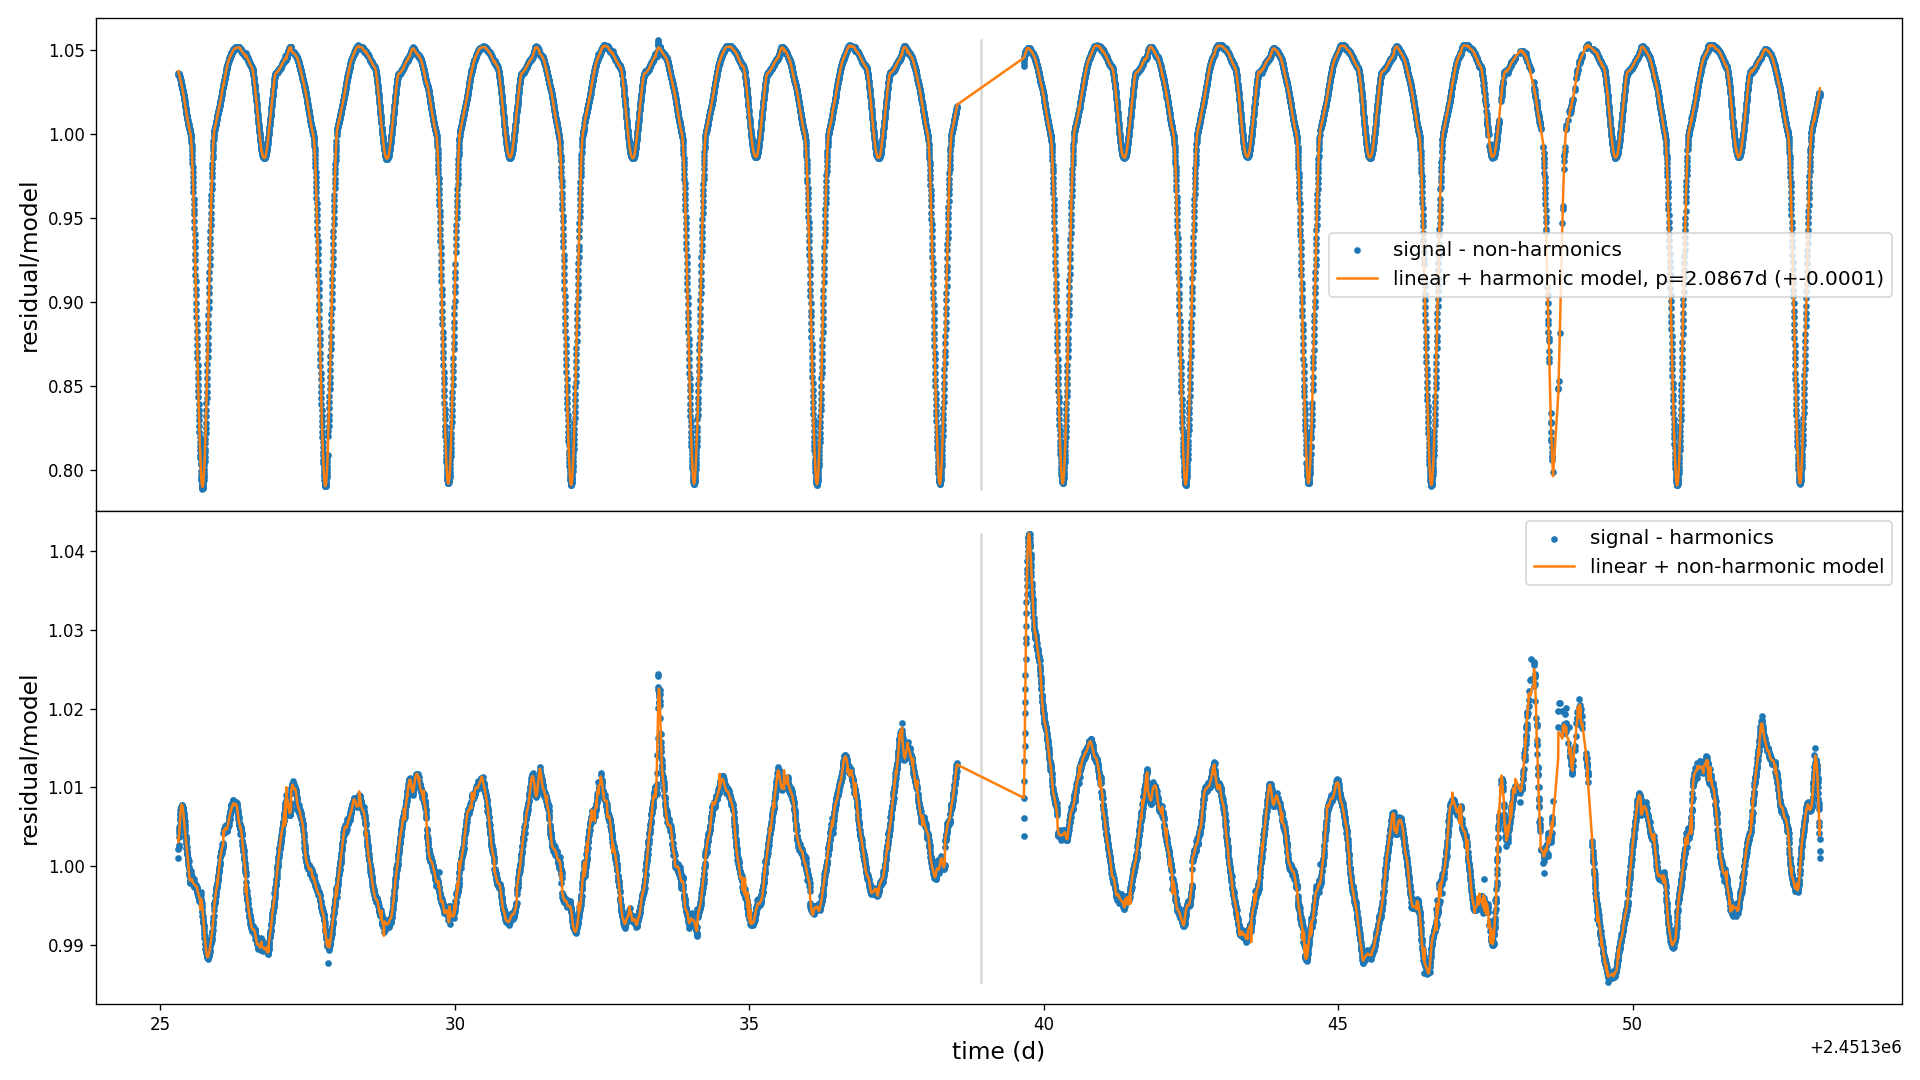 1.05
1.00
0.95
0.90
0.85
0.80
residual/model
signal - non-harmonics
linear + harmonic model, p=2.0867d (+-0.0001)
1.04
1.03
1.02
1.01
1.00
0.99
residual/model
signal - harmonics
linear + non-harmonic model
25 30 35 40 45 50
time (d)
+2.4513e6